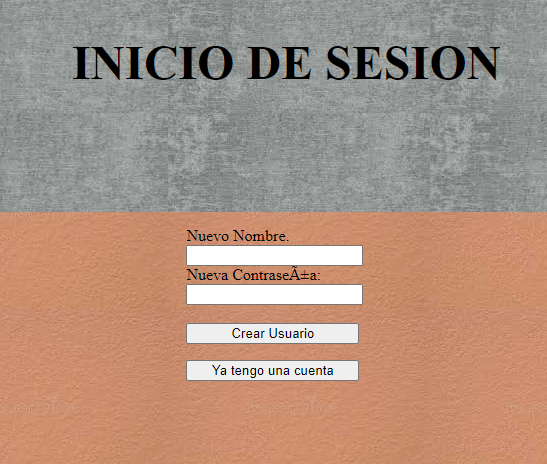 INICIO DE SESION
Nuevo Nombre.
Nueva ContraseÃ±a:
Crear Usuario
Ya tengo una cuenta